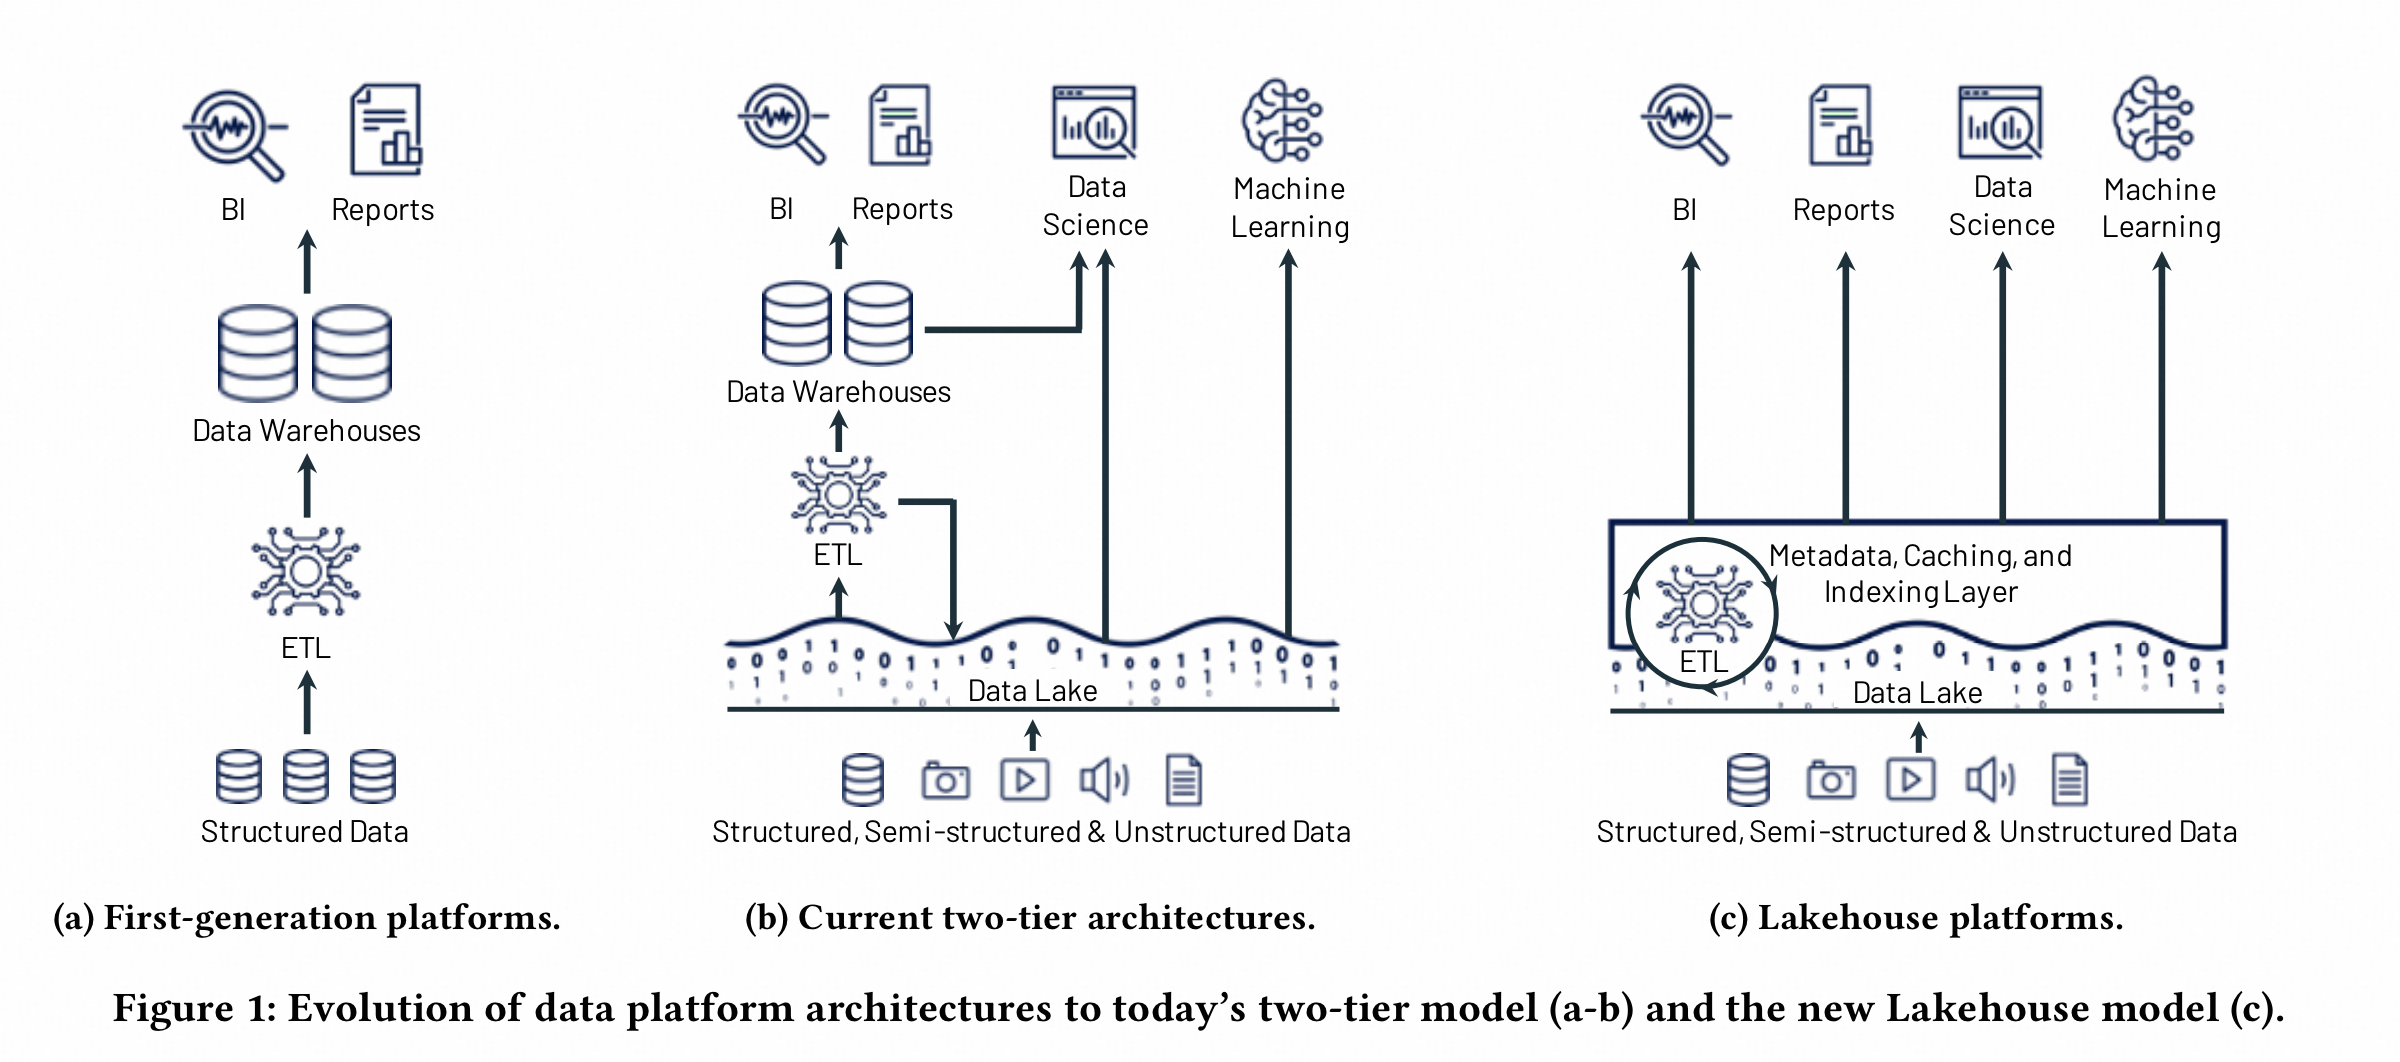 BI
Reports
Data Warehouses
ETL
Structured Data
(a) First-generation platforms.
BI
Reports
Data
Science
Machine
Learning
Data Warehouses
ETL
Data Lake
Structured, Semi-structured & Unstructured Data
(b) Current two-tier architectures.
BI
Reports
Data
Science
Machine
Learning
Metadata, Caching, and
Indexing Layer
ETL
Data Lake
Structured, Semi-structured & Unstructured Data
(c) Lakehouse platforms.
Figure 1: Evolution of data platform architectures to today’s two-tier model (a-b) and the new Lakehouse model (c).